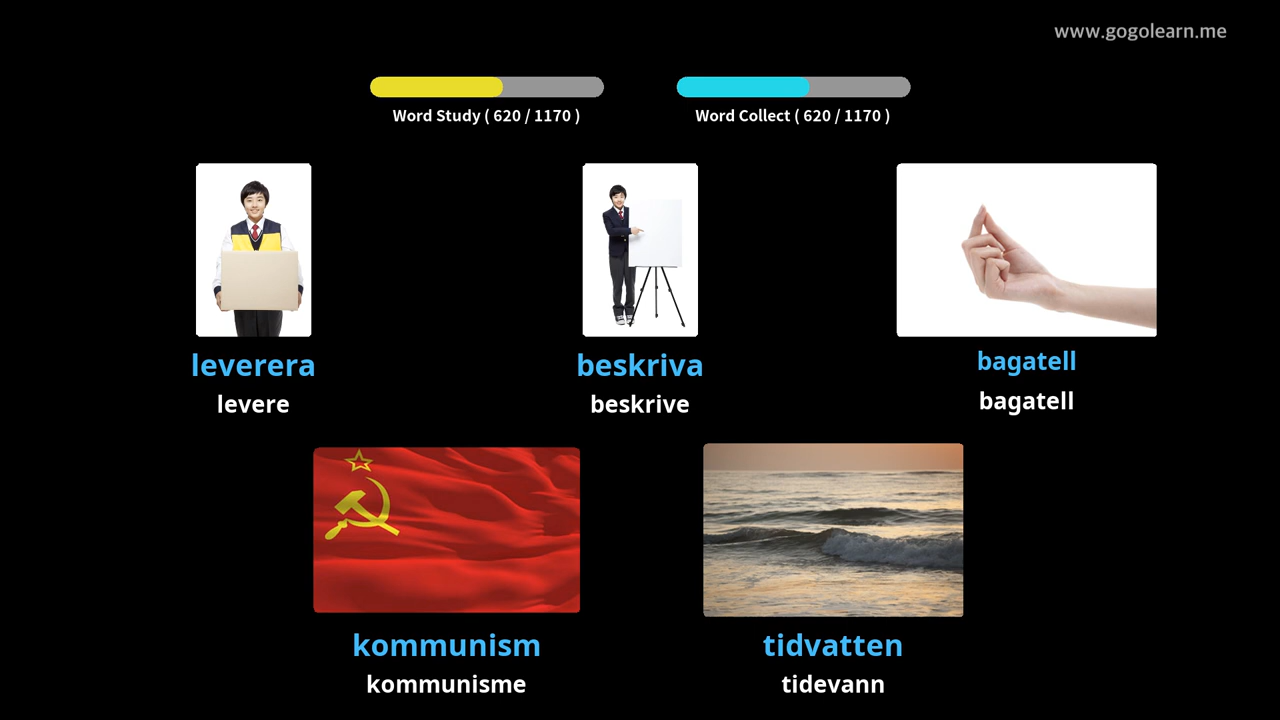 www.gogolearn.me
Word Study ( 620 / 1170 )
Word Collect ( 620 / 1170 )
leverera
levere
beskriva
beskrive
bagatell
bagatell
kommunism
kommunisme
tidvatten
tidevann